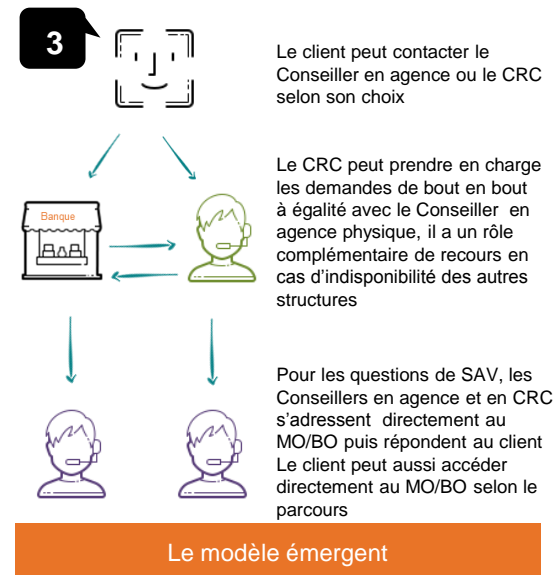 3
Le client peut contacter le
Conseiller en agence ou le CRC
selon son choix
Banque
Le CRC peut prendre en charge
les demandes de bout en bout
à égalité avec le Conseiller en
agence physique, il a un rôle
complémentaire de recours en
cas d'indisponibilité des autres
structures
Pour les questions de SAV, les
Conseillers en agence et en CRC
s'adressent directement au
MO/BO puis répondent au client
Le client peut aussi accéder
directement au MO/BO selon le
parcours
Le modèle émergent